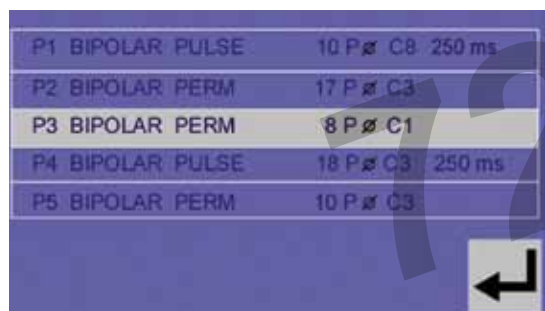 P1 BIPOLAR PULSE 10 P ø C8 250 ms
P2 BIPOLAR PERM 17 P ø C3
P3 BIPOLAR PERM 8 P ø C1
P4 BIPOLAR PULSE 18 P ø C3 250 ms
P5 BIPOLAR PERM 10 P ø C3